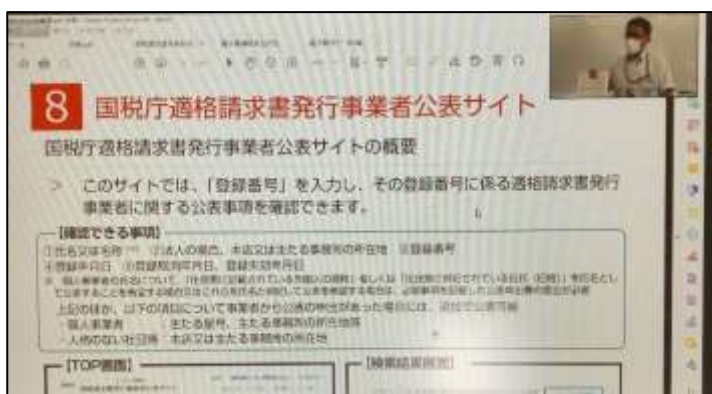 8 国税庁適格請求書発行事業者公表サイト
国税庁適格請求書発行事業者公表サイトの概要
> このサイトでは、「登録番号」を入力し、その登録番号に係る適格請求書発行
事業者に関する公表事項を確認できます。
【確認できる事項】
①氏名又は名称 ②法人の場合、本店又は主たる事務所の所在地 ③登録番号
④登録年月日 ⑤登録取消年月日、登録失効年月日
上記のほか、以下の項目について事業者から公表の申出があった場合には、追加で公表可能
・個人事業者 : 主たる屋号、主たる事務所の所在地等
・人格のない社団等 : 本店又は主たる事務所の所在地
【TOP画面】
【検索結果画面】